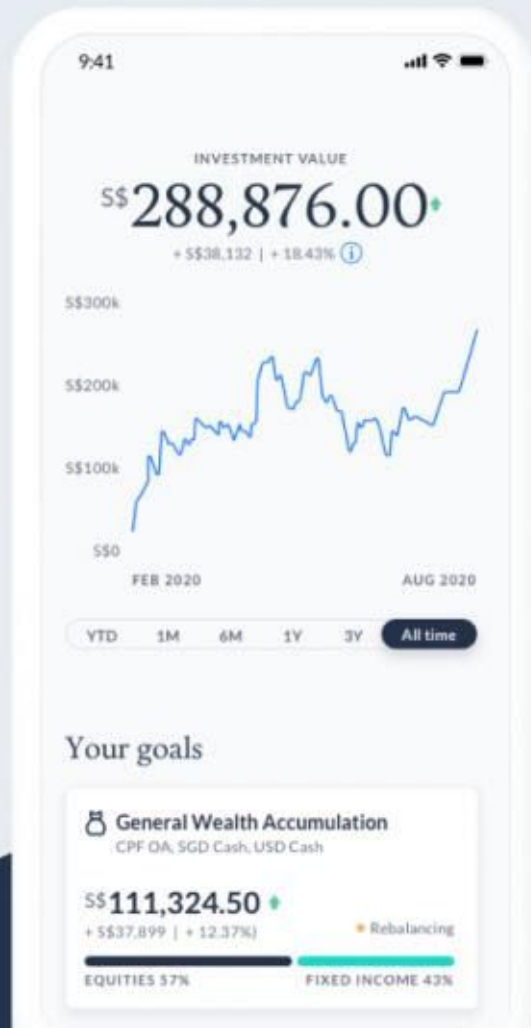 9:41
INVESTMENT VALUE
S$288,876.00
+ S$38,132 | + 18.43%
S$300k
S$200k
S$100k
S$0
FEB 2020 AUG 2020
YTD 1M 6M 1Y 3Y All time
Your goals
General Wealth Accumulation
CPF OA, SGD Cash, USD Cash
S$111,324.50
+ S$37,899 | + 12.37%)
Rebalancing
EQUITIES 57% FIXED INCOME 43%